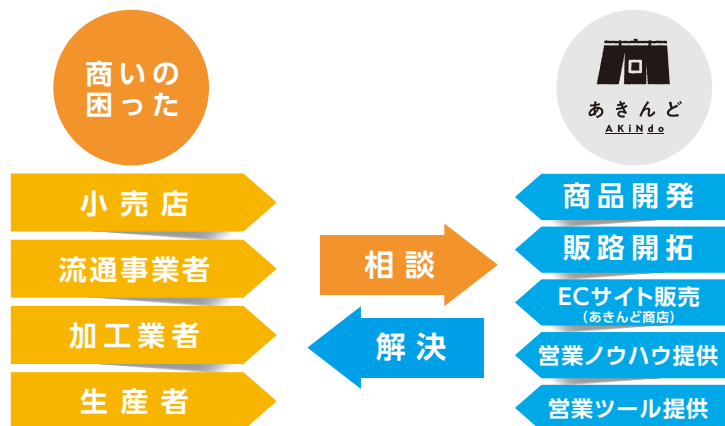 商いの
困った
小売店
流通事業者
加工業者
生産者
相談
解決
あきんど
AKiNdo
商品開発
販路開拓
ECサイト販売
(あきんど商店)
営業ノウハウ提供
営業ツール提供